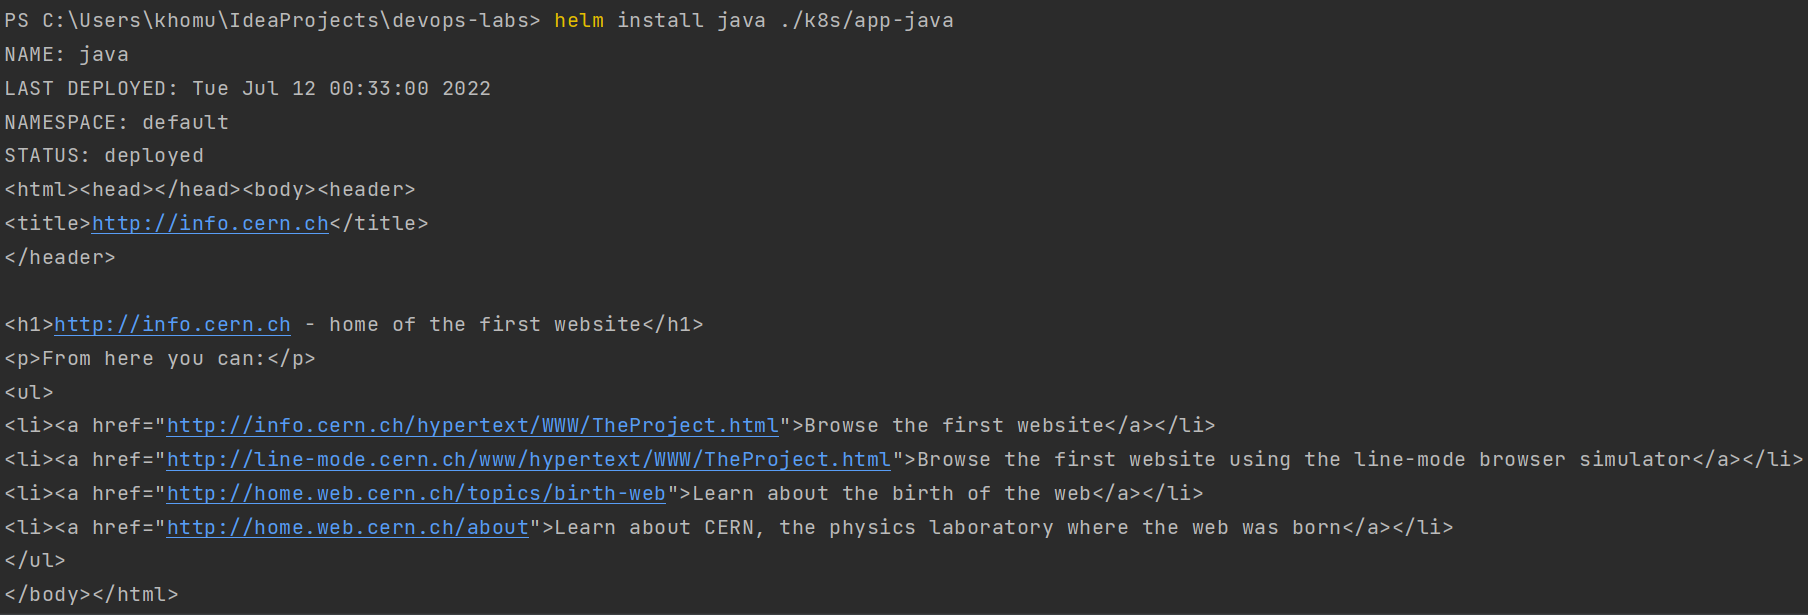 PS C:\Users\khomu\IdeaProjects\devops-labs> helm install java ./k8s/app-java
NAME: java
LAST DEPLOYED: Tue Jul 12 00:33:00 2022
NAMESPACE: default
STATUS: deployed
<html><head></head><body><header>
<title>http://info.cern.ch</title>
</header>

<h1>http://info.cern.ch - home of the first website</h1>
<p>From here you can:</p>
<ul>
<li><a href="http://info.cern.ch/hypertext/WWW/TheProject.html">Browse the first website</a></li>
<li><a href="http://line-mode.cern.ch/www/hypertext/WWW/TheProject.html">Browse the first website using the line-mode browser simulator</a></li>
<li><a href="http://home.web.cern.ch/topics/birth-web">Learn about the birth of the web</a></li>
<li><a href="http://home.web.cern.ch/about">Learn about CERN, the physics laboratory where the web was born</a></li>
</ul>
</body></html>